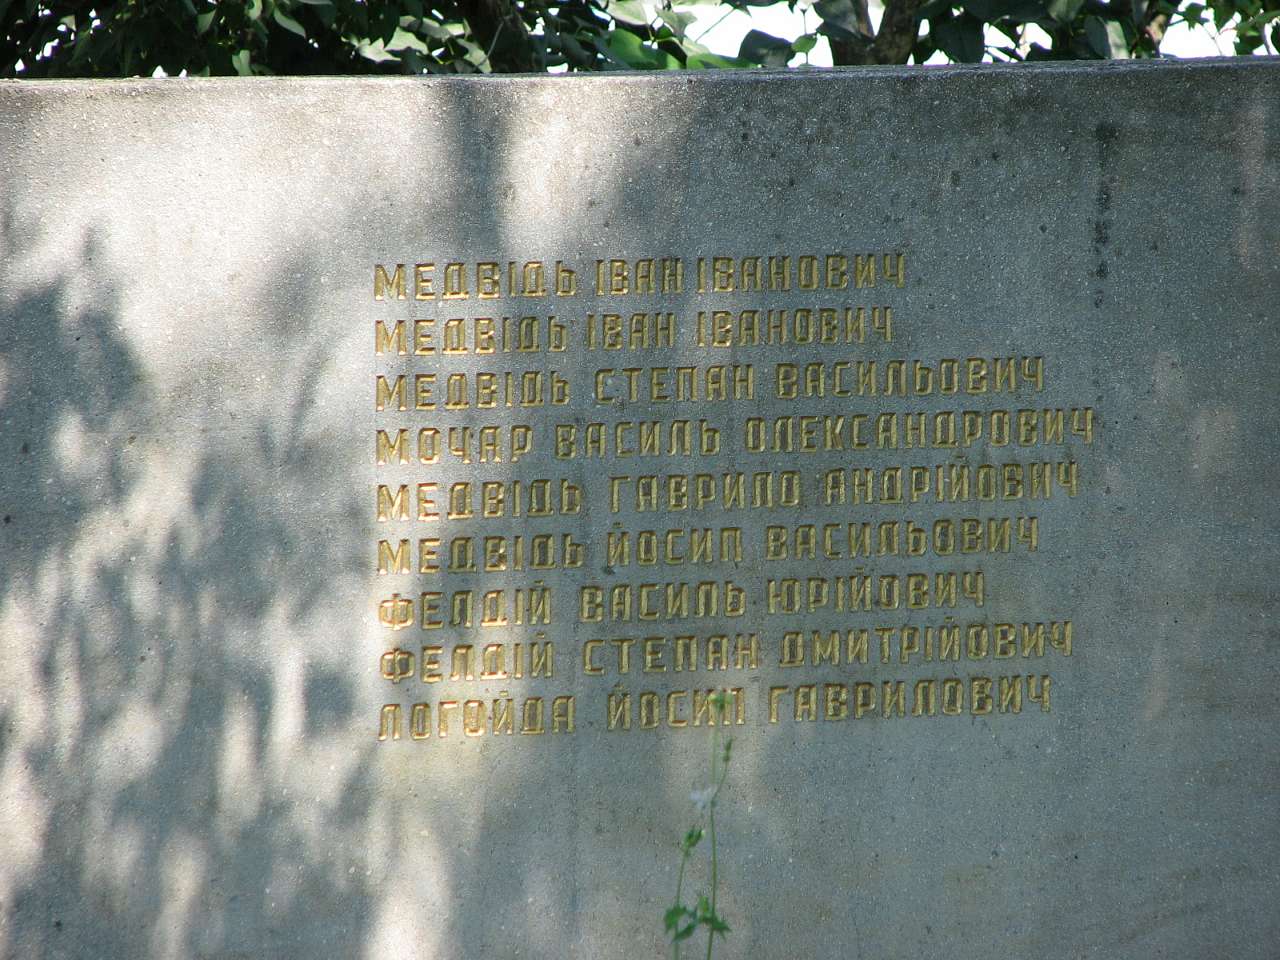 МЕДВІДЬ ІВАН ІВАНОВИЧ
МЕДВІДЬ ІВАН ІВАНОВИЧ
МЕДВІДЬ СТЕПАН ВАСИЛЬОВИЧ
МОЧАР ВАСИЛЬ ОЛЕКСАНДРОВИЧ
МЕДВІДЬ ГАВРИЛО АНДРІЙОВИЧ
МЕДВІДЬ ЙОСИП ВАСИЛЬОВИЧ
ФЕЛДІЙ ВАСИЛЬ ЮРІЙОВИЧ
ФЕЛДІЙ СТЕПАН ДМИТРІЙОВИЧ
ЛОГОЙДА ЙОСИП ГАВРИЛОВИЧ